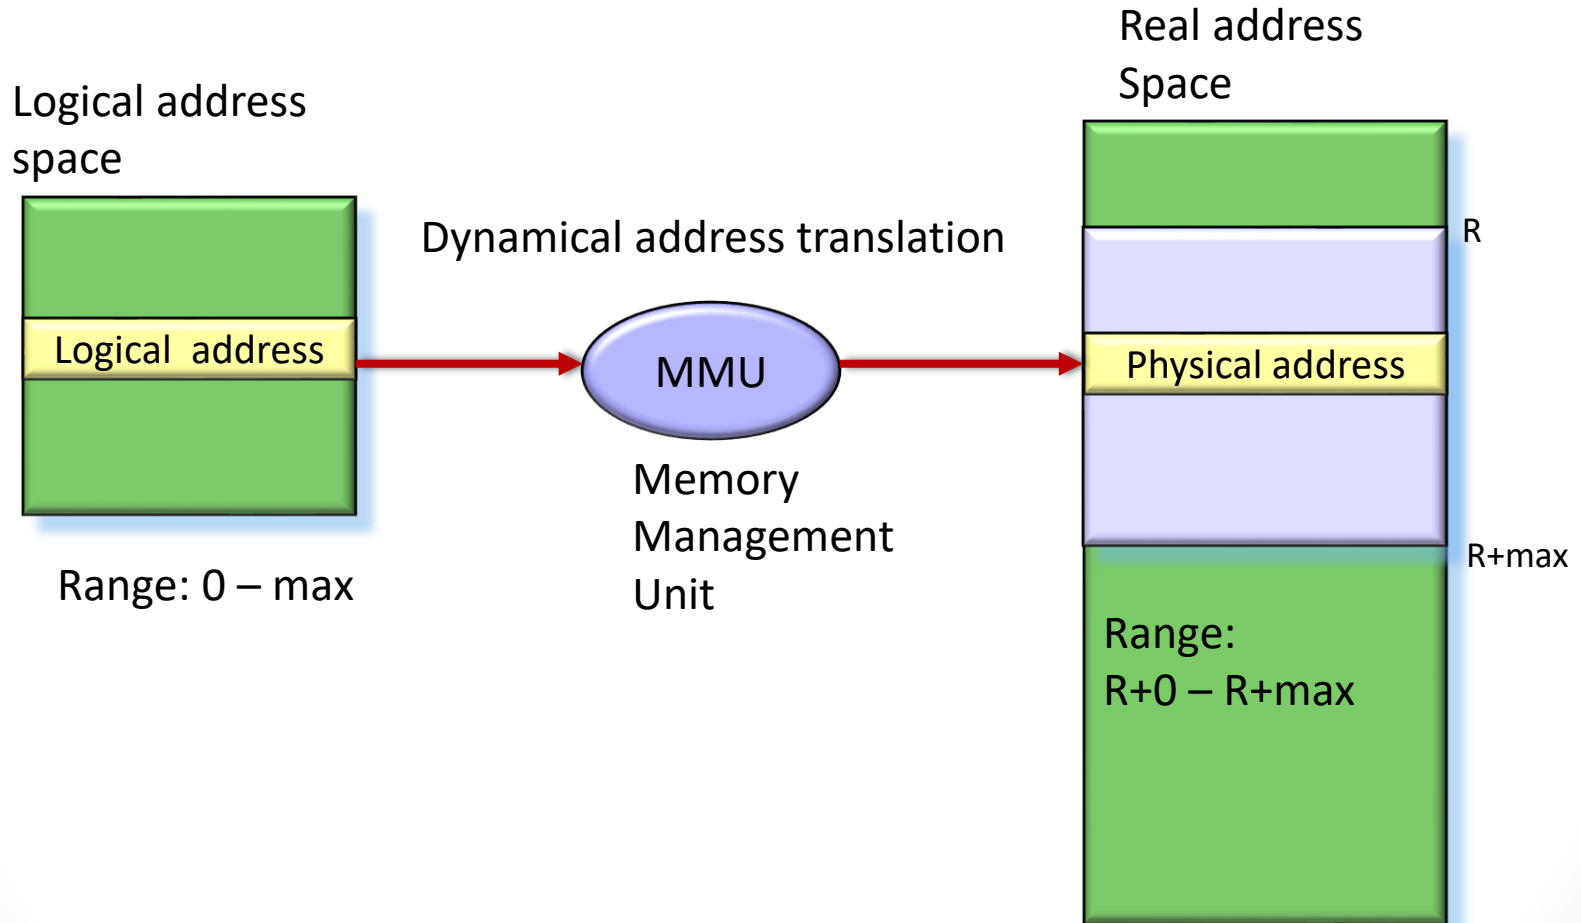 Logical address
space
Logical  address
Range: 0 – max
Dynamical address translation
MMU
Memory
Management
Unit
Real address
Space
R
Physical address
R+max
Range:
R+0 – R+max